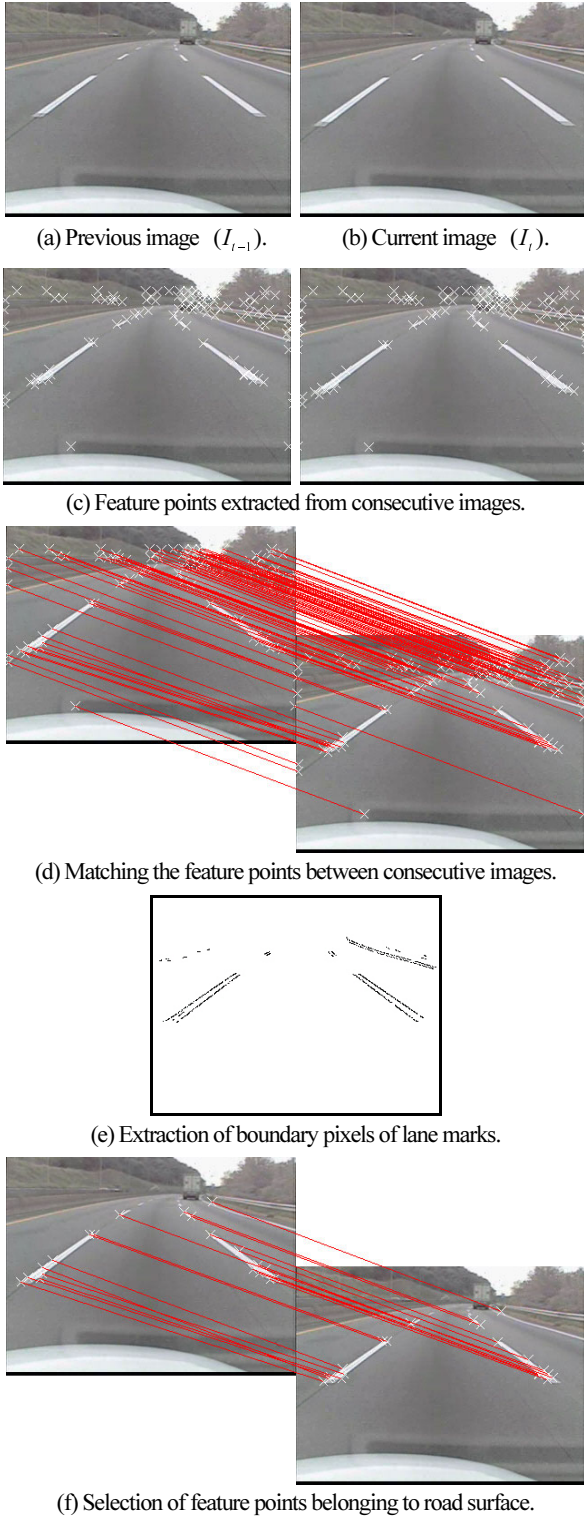 (a) Previous image (I_{t-1}).
(b) Current image (I_t).
(c) Feature points extracted from consecutive images.
(d) Matching the feature points between consecutive images.
(e) Extraction of boundary pixels of lane marks.
(f) Selection of feature points belonging to road surface.